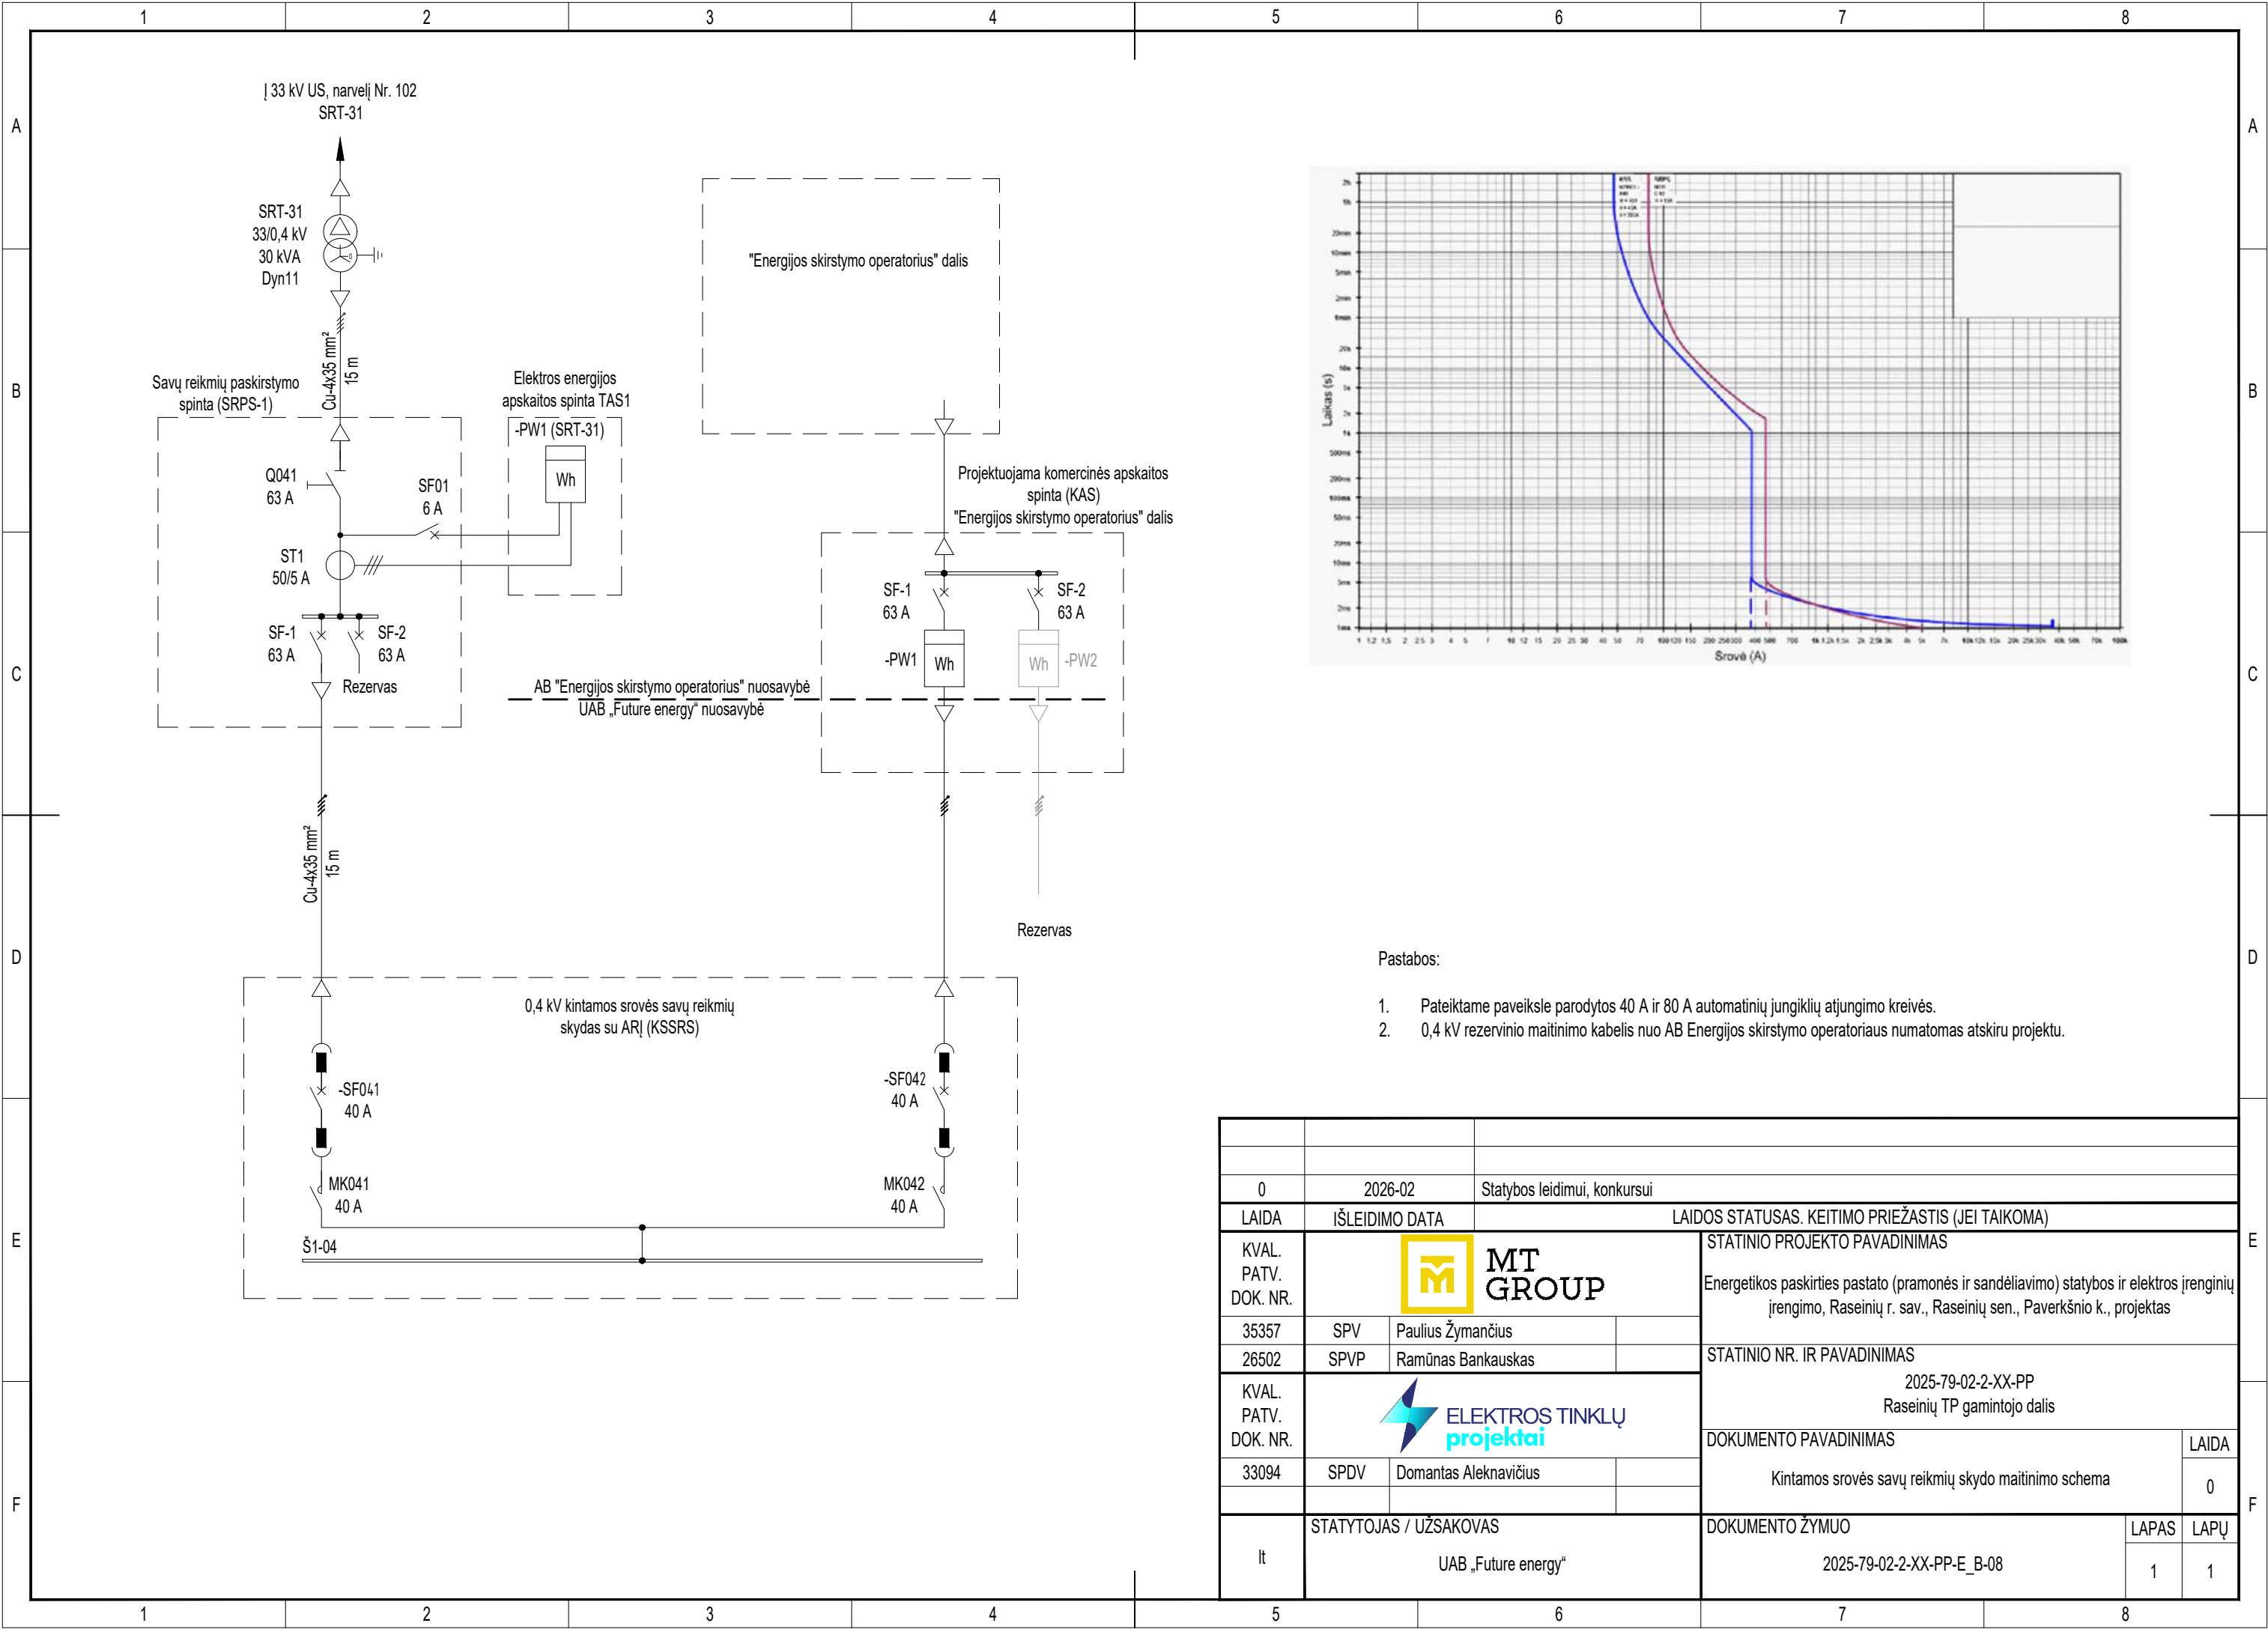 1 2 3 4 5 6 7 8
A
B
C
D
E
F
Į 33 kV US, narvelį Nr. 102
SRT-31
SRT-31
33/0,4 kV
30 kVA
Dyn11
Cu-4x35 mm²
15 m
Savų reikmių paskirstymo
spinta (SRPS-1)
Q041
63 A
SF01
6 A
ST1
50/5 A
SF-1
63 A
SF-2
63 A
Rezervas
Elektros energijos
apskaitos spinta TAS1
-PW1 (SRT-31)
Wh
"Energijos skirstymo operatorius" dalis
Projektuojama komercinės apskaitos
spinta (KAS)
"Energijos skirstymo operatorius" dalis
SF-1
63 A
SF-2
63 A
-PW1
Wh
Wh
-PW2
AB "Energijos skirstymo operatorius" nuosavybė
UAB „Future energy“ nuosavybė
Cu-4x35 mm²
15 m
Rezervas
0,4 kV kintamos srovės savų reikmių
skydas su ARĮ (KSSRS)
-SF041
40 A
-SF042
40 A
MK041
40 A
MK042
40 A
Š1-04
Laikas (s)
Srovė (A)
Pastabos:
1. Pateiktame paveiksle parodytos 40 A ir 80 A automatinių jungiklių atjungimo kreivės.
2. 0,4 kV rezervinio maitinimo kabelis nuo AB Energijos skirstymo operatoriaus numatomas atskiru projektu.
0 2026-02 Statybos leidimui, konkursui
LAIDA IŠLEIDIMO DATA LAIDOS STATUSAS. KEITIMO PRIEŽASTIS (JEI TAIKOMA)
KVAL.
PATV.
DOK. NR.
MT
GROUP
STATINIO PROJEKTO PAVADINIMAS
Energetikos paskirties pastato (pramonės ir sandėliavimo) statybos ir elektros įrenginių
įrengimo, Raseinių r. sav., Raseinių sen., Paverkšnio k., projektas
35357 SPV Paulius Žymančius
26502 SPVP Ramūnas Bankauskas
STATINIO NR. IR PAVADINIMAS
2025-79-02-2-XX-PP
Raseinių TP gamintojo dalis
KVAL.
PATV.
DOK. NR.
ELEKTROS TINKLŲ
projektai
DOKUMENTO PAVADINIMAS
LAIDA
Kintamos srovės savų reikmių skydo maitinimo schema
0
33094 SPDV Domantas Aleknavičius
lt
STATYTOJAS / UŽSAKOVAS
UAB „Future energy“
DOKUMENTO ŽYMUO
2025-79-02-2-XX-PP-E_B-08
LAPAS LAPŲ
1 1
1 2 3 4 5 6 7 8
A
B
C
D
E
F